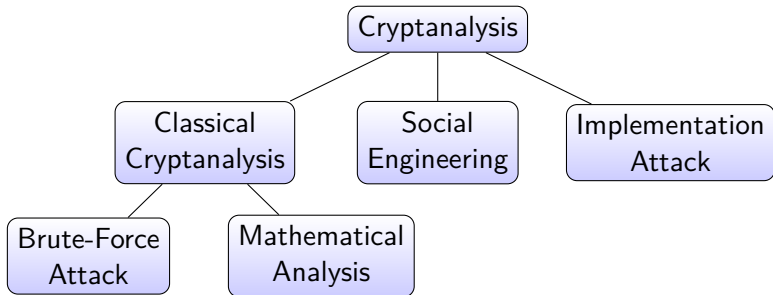 Cryptanalysis
Classical
Cryptanalysis
Social
Engineering
Implementation
Attack
Brute-Force
Attack
Mathematical
Analysis